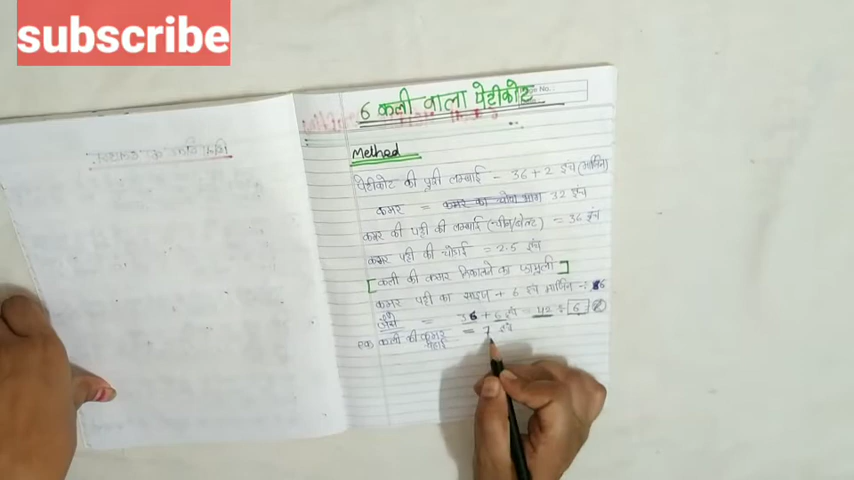 subscribe
6 कली वाला पेटीकोट
Method
पेटीकोट की पूरी लम्बाई - 36 + 2 इंच (मार्जिन)
कमर = कमर का चौथा भाग 32 इंच
कमर की पट्टी की लम्बाई (नीफा/बेल्ट) = 36 इंच
कमर पट्टी की चौड़ाई = 2.5 इंच
[कली की कमर निकालने का फार्मूला]
कमर पट्टी का साइज + 6 इंच मार्जिन ÷ 6
जैसे = 36 + 6 इंच = 42 ÷ 6
एक कली की कमर = 7 इंच